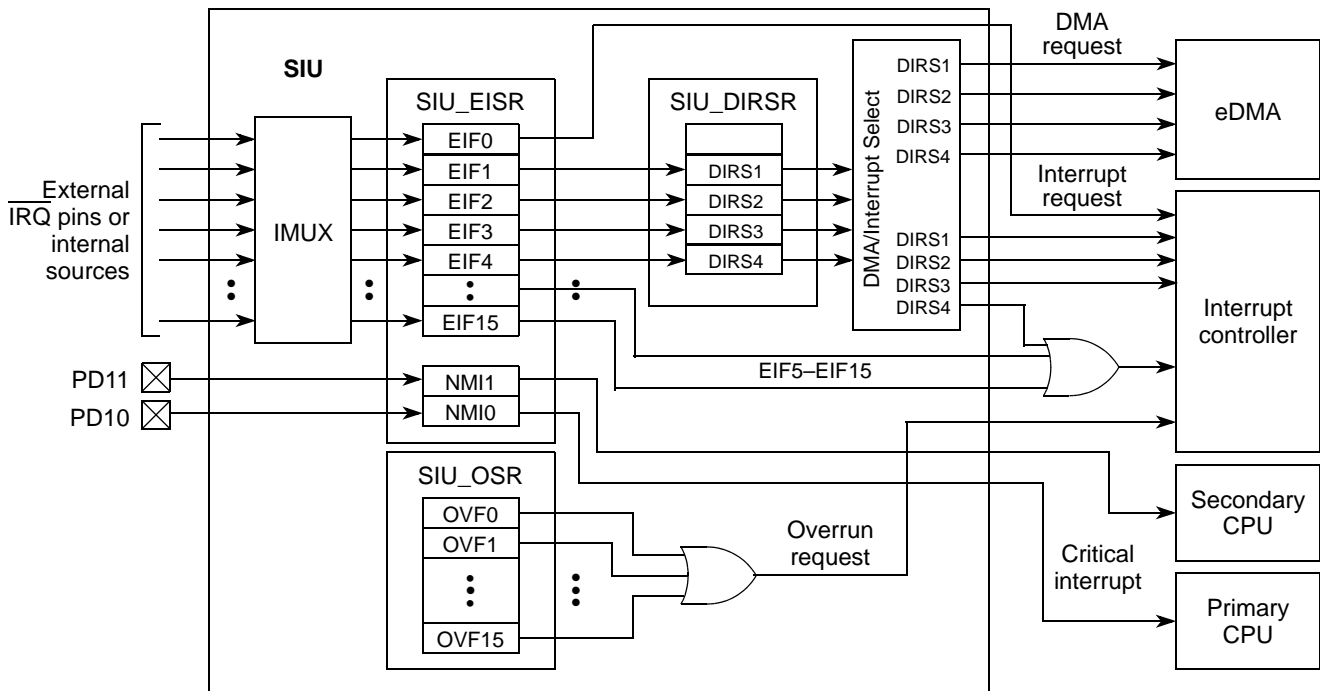 SIU
External
IRQ pins or
internal
sources
IMUX
SIU_EISR
EIF0
EIF1
EIF2
EIF3
EIF4
EIF15
NMI1
NMI0
PD11
PD10
SIU_OSR
OVF0
OVF1
OVF15
SIU_DIRSR
DIRS1
DIRS2
DIRS3
DIRS4
DMA/Interrupt Select
DIRS1
DIRS2
DIRS3
DIRS4
DIRS1
DIRS2
DIRS3
DIRS4
EIF5–EIF15
Overrun
request
DMA
request
Interrupt
request
Critical
interrupt
eDMA
Interrupt
controller
Secondary
CPU
Primary
CPU